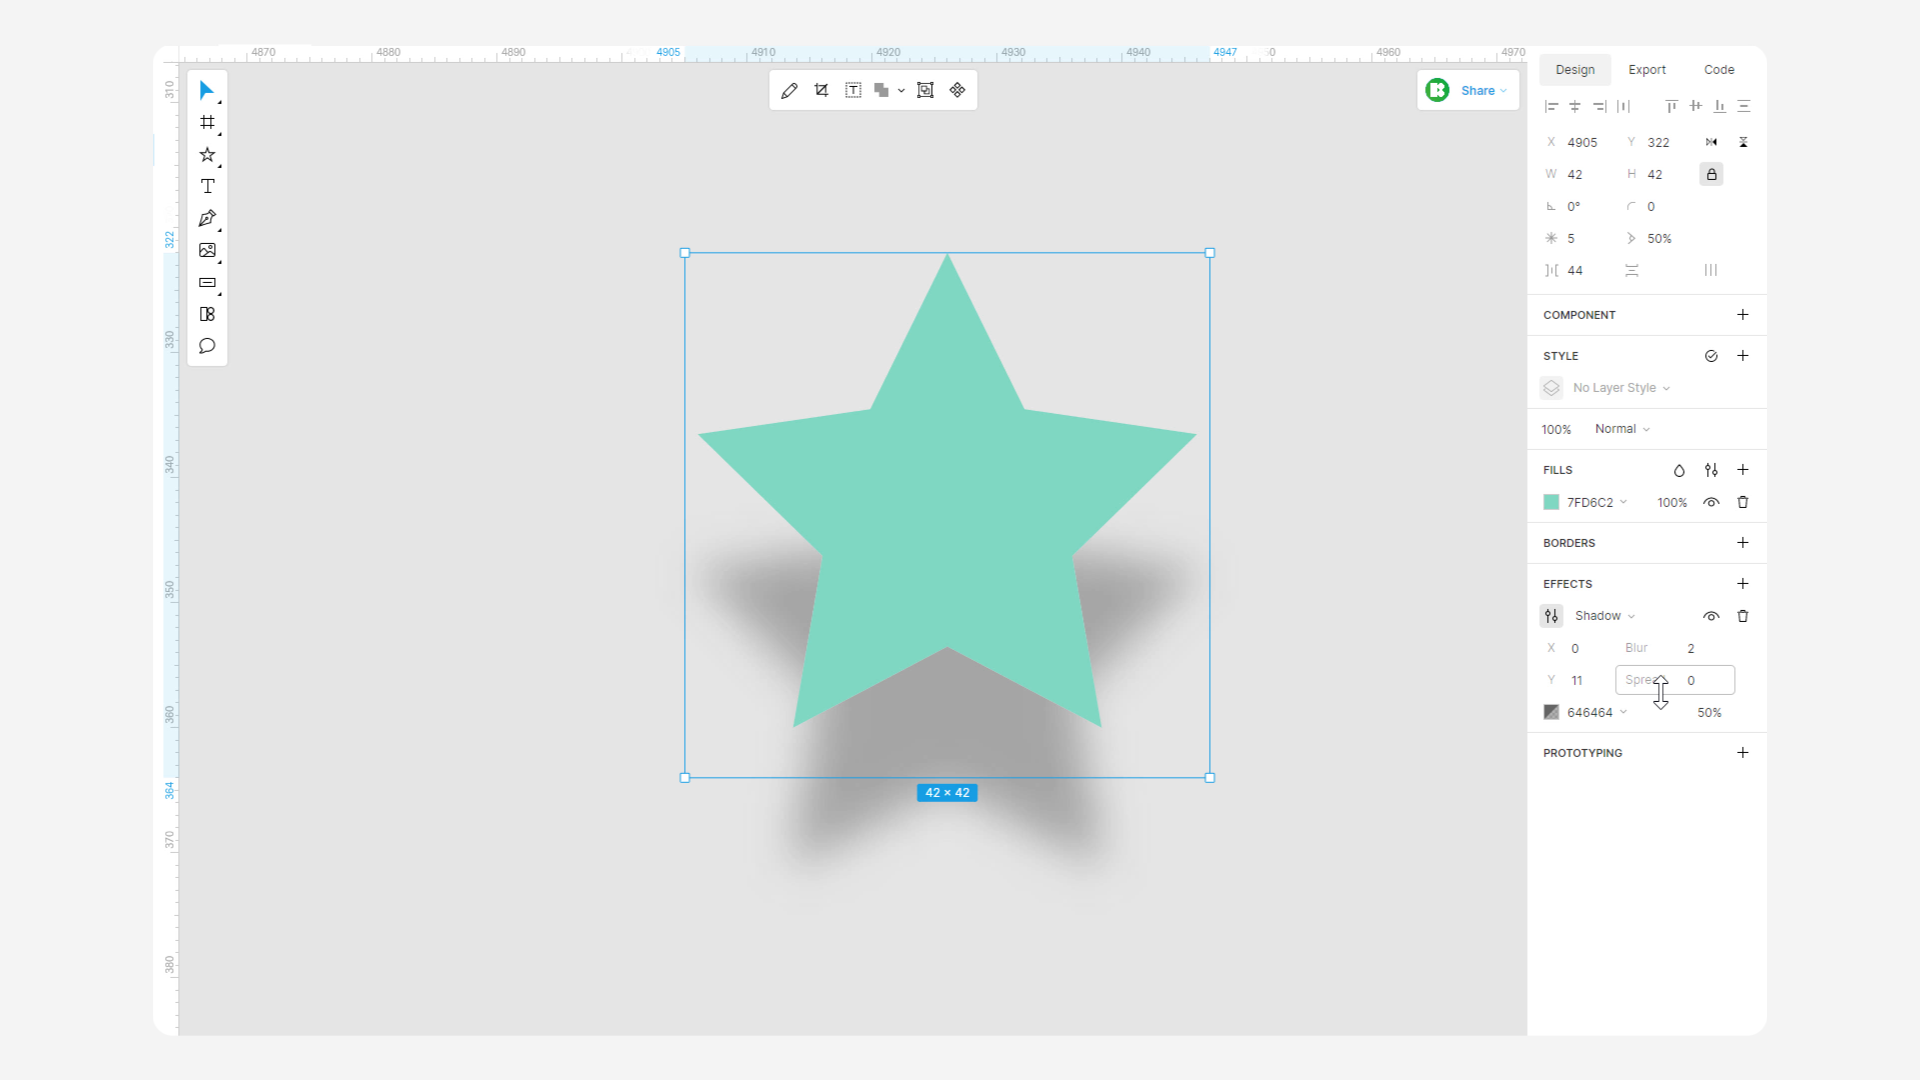 4870 4880 4890 4905 4910 4920 4930 4940 4947 4960 4970
310
322
330
340
350
360
364
370
380
Share
42 × 42
Design Export Code
X 4905 Y 322
W 42 H 42
0° 0
5 50%
44
COMPONENT
STYLE
No Layer Style
100% Normal
FILLS
7FD6C2 100%
BORDERS
EFFECTS
Shadow
X 0 Blur 2
Y 11 0
646464 50%
PROTOTYPING